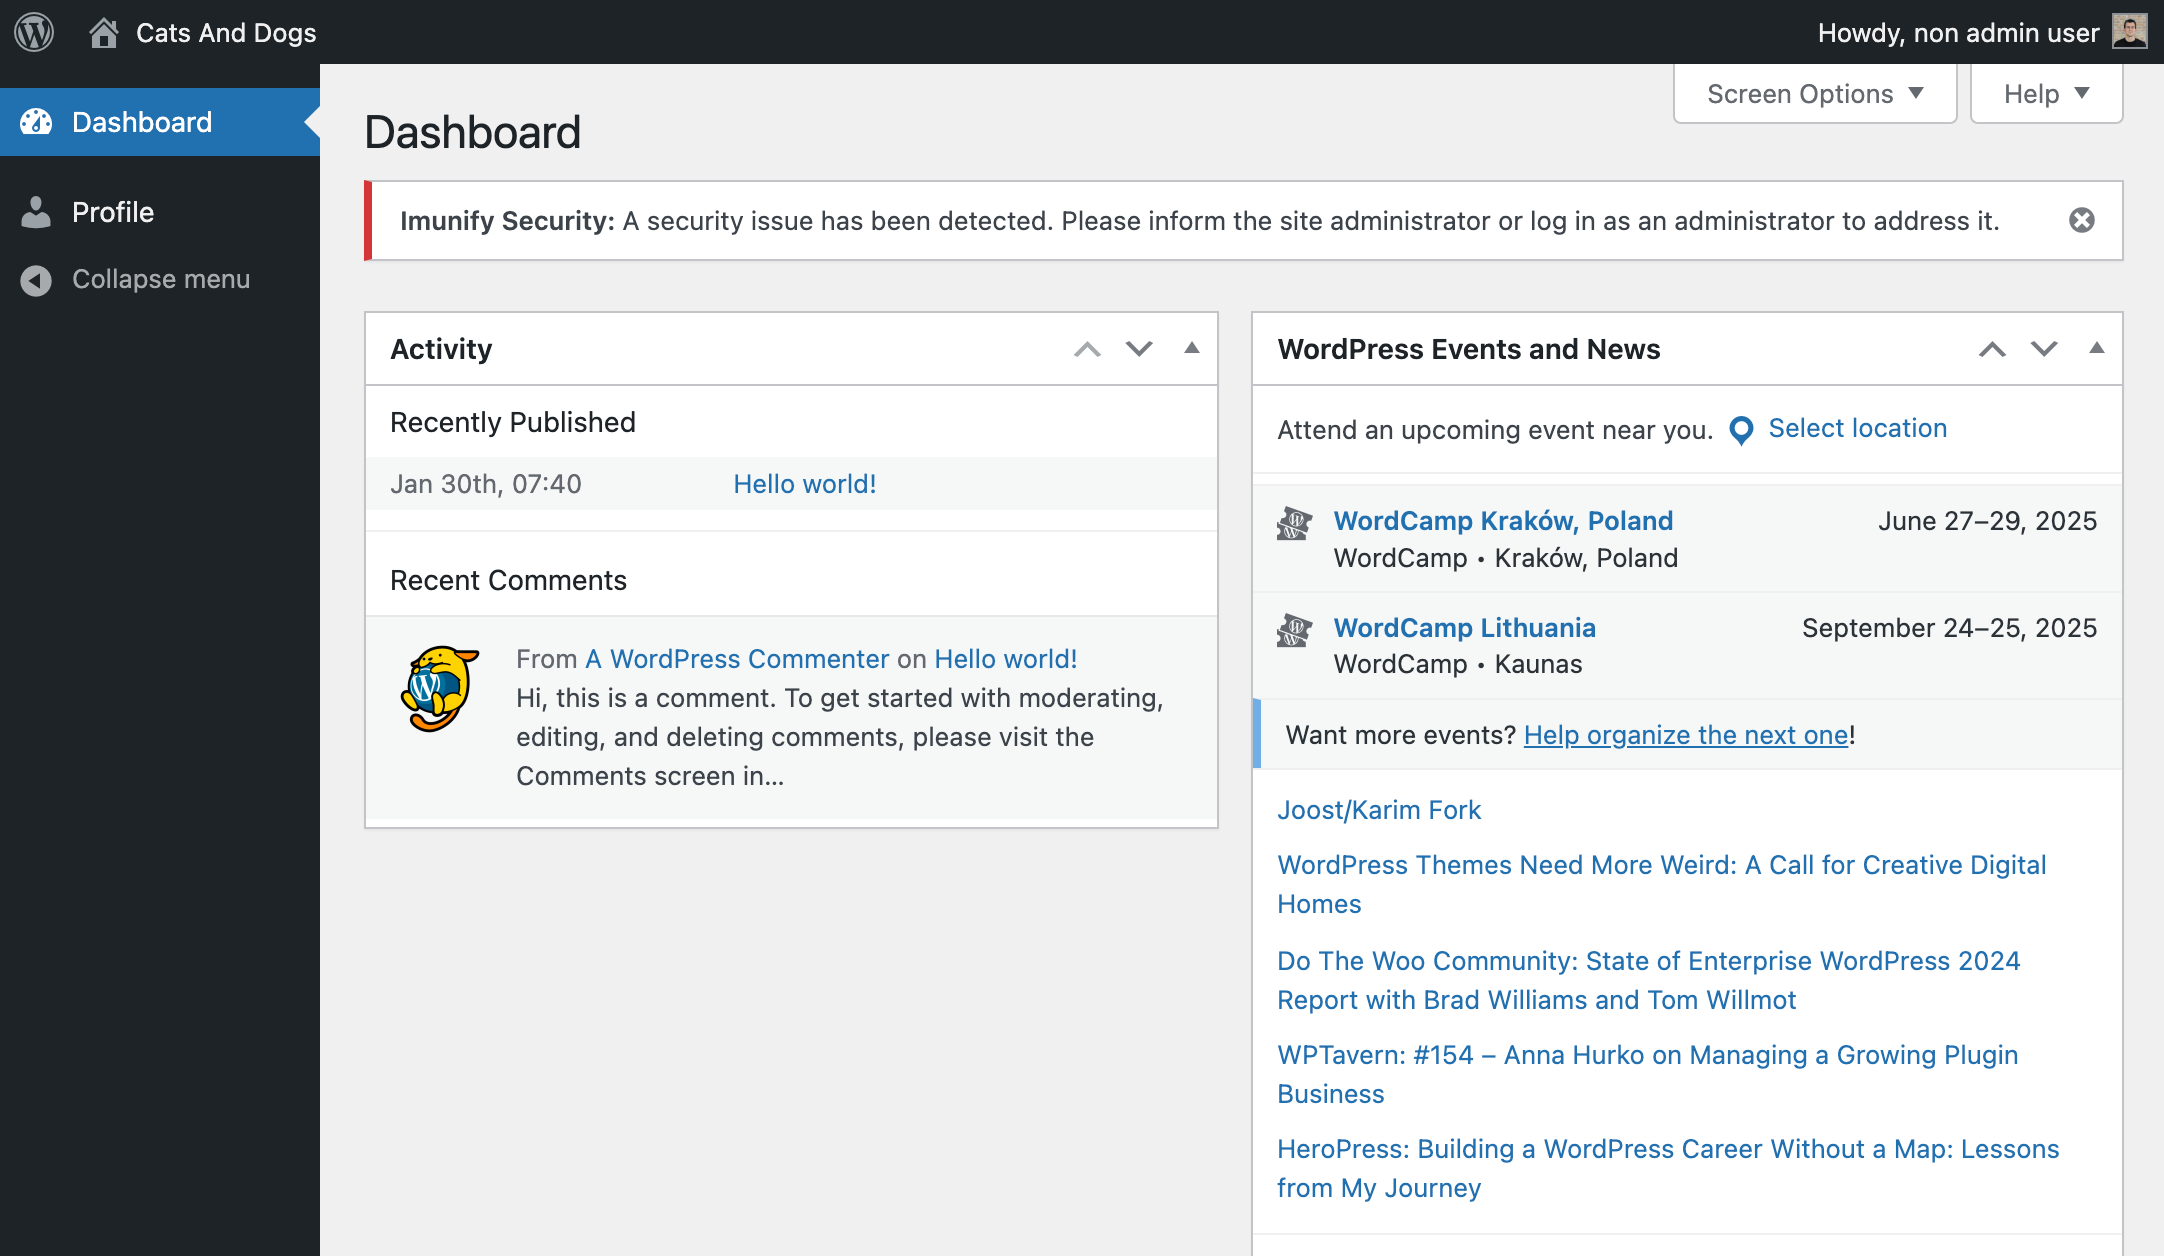 Cats And Dogs
Howdy, non admin user
Dashboard
Profile
Collapse menu
Screen Options
Help
Dashboard
Imunify Security: A security issue has been detected. Please inform the site administrator or log in as an administrator to address it.
Activity
Recently Published
Jan 30th, 07:40 Hello world!
Recent Comments
From A WordPress Commenter on Hello world!
Hi, this is a comment. To get started with moderating,
editing, and deleting comments, please visit the
Comments screen in…
WordPress Events and News
Attend an upcoming event near you. Select location
WordCamp Kraków, Poland June 27–29, 2025
WordCamp • Kraków, Poland
WordCamp Lithuania September 24–25, 2025
WordCamp • Kaunas
Want more events? Help organize the next one!
Joost/Karim Fork
WordPress Themes Need More Weird: A Call for Creative Digital
Homes
Do The Woo Community: State of Enterprise WordPress 2024
Report with Brad Williams and Tom Willmot
WPTavern: #154 – Anna Hurko on Managing a Growing Plugin
Business
HeroPress: Building a WordPress Career Without a Map: Lessons
from My Journey